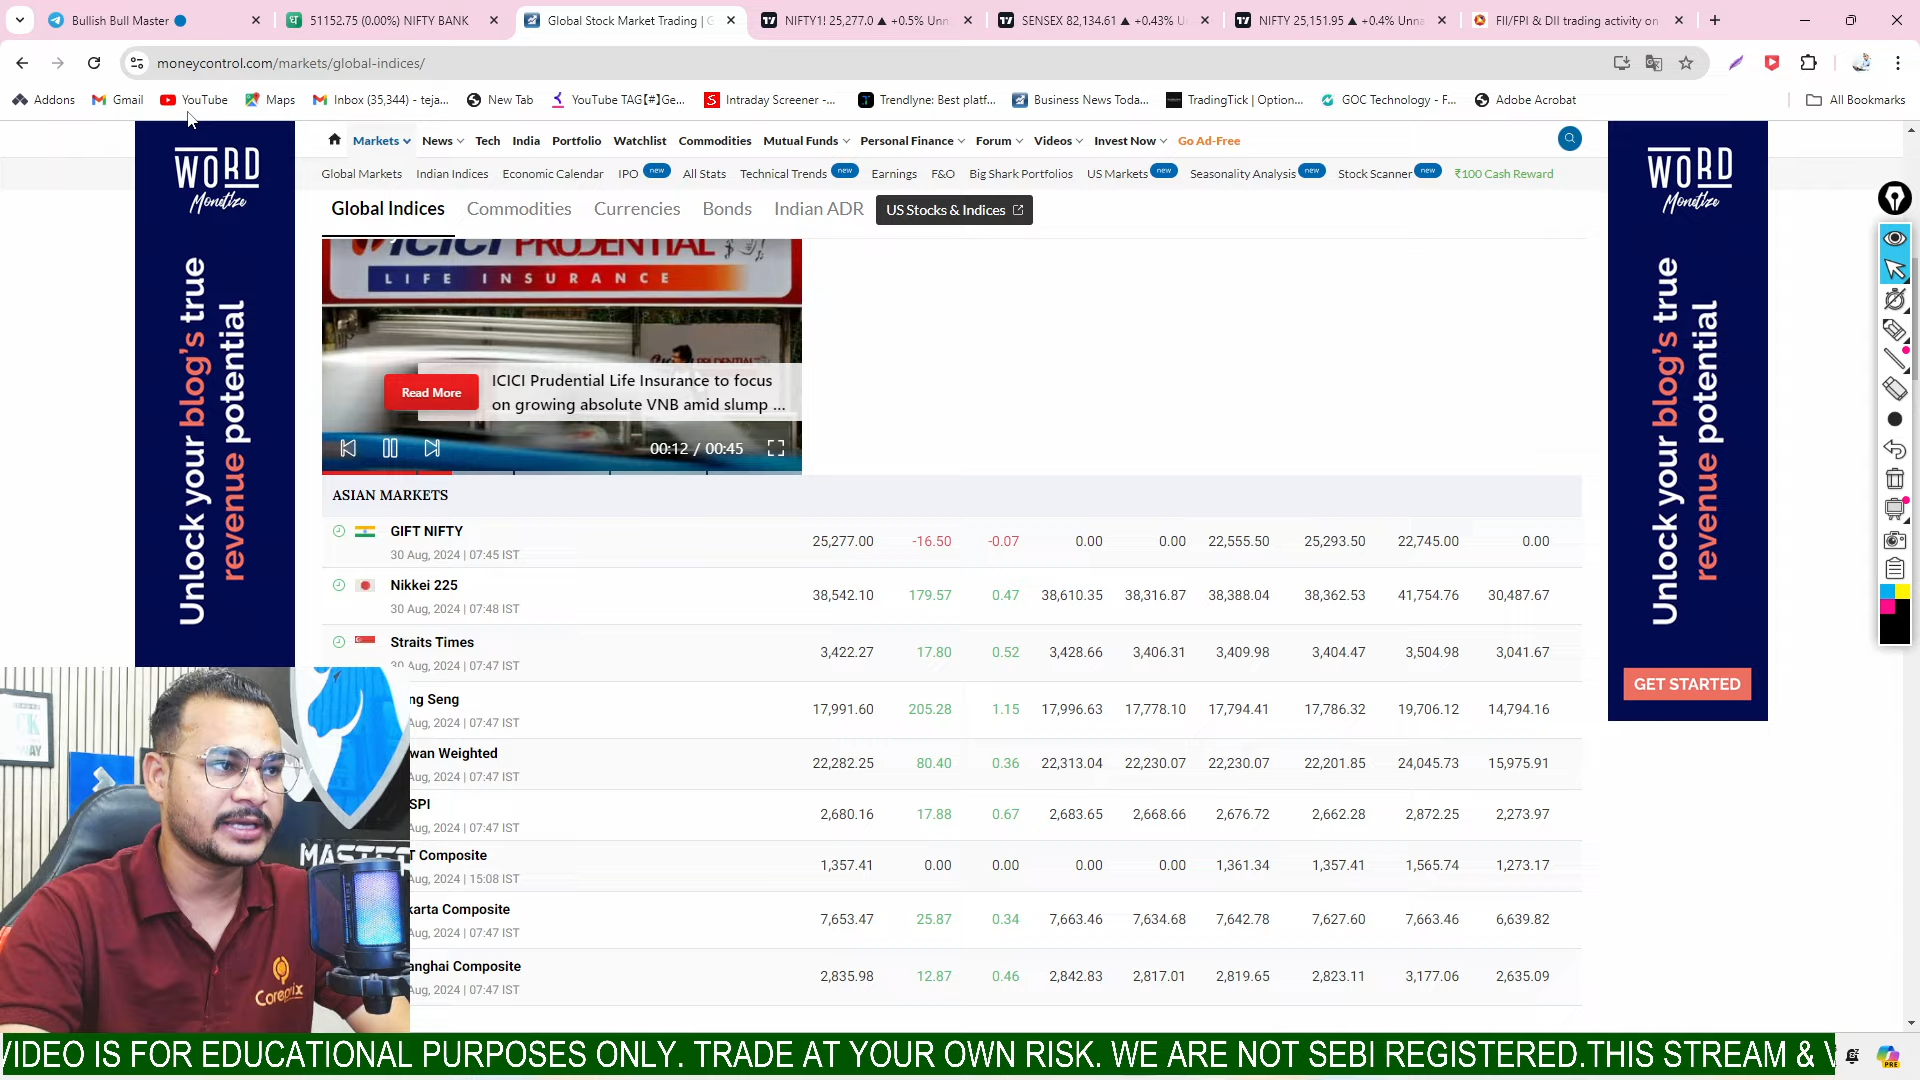 Bullish Bull Master
51152.75 (0.00%) NIFTY BANK
Global Stock Market Trading | G
NIFTY1! 25,277.0 ▲ +0.5% Unn
SENSEX 82,134.61 ▲ +0.43% U
NIFTY 25,151.95 ▲ +0.4% Unna
FII/FPI & DII trading activity on
moneycontrol.com/markets/global-indices/
Addons
Gmail
YouTube
Maps
Inbox (35,344) - teja...
New Tab
YouTube TAG【#】Ge...
Intraday Screener -...
Trendlyne: Best platf...
Business News Toda...
TradingTick | Option...
GOC Technology - F...
Adobe Acrobat
All Bookmarks
Markets
News
Tech
India
Portfolio
Watchlist
Commodities
Mutual Funds
Personal Finance
Forum
Videos
Invest Now
Go Ad-Free
Global Markets
Indian Indices
Economic Calendar
IPO new
All Stats
Technical Trends new
Earnings
F&O
Big Shark Portfolios
US Markets new
Seasonality Analysis new
Stock Scanner new
₹100 Cash Reward
Global Indices
Commodities
Currencies
Bonds
Indian ADR
US Stocks & Indices
WORD
Monetize
Unlock your blog's true
revenue potential
ICICI PRUDENTIAL
LIFE INSURANCE
Read More
ICICI Prudential Life Insurance to focus
on growing absolute VNB amid slump ...
00:12 / 00:45
WORD
Monetize
Unlock your blog's true
revenue potential
GET STARTED
ASIAN MARKETS
GIFT NIFTY
30 Aug, 2024 | 07:45 IST
25,277.00 -16.50 -0.07 0.00 0.00 22,555.50 25,293.50 22,745.00 0.00
Nikkei 225
30 Aug, 2024 | 07:48 IST
38,542.10 179.57 0.47 38,610.35 38,316.87 38,388.04 38,362.53 41,754.76 30,487.67
Straits Times
30 Aug, 2024 | 07:47 IST
3,422.27 17.80 0.52 3,428.66 3,406.31 3,409.98 3,404.47 3,504.98 3,041.67
ng Seng
Aug, 2024 | 07:47 IST
17,991.60 205.28 1.15 17,996.63 17,778.10 17,794.41 17,786.32 19,706.12 14,794.16
wan Weighted
Aug, 2024 | 07:47 IST
22,282.25 80.40 0.36 22,313.04 22,230.07 22,230.07 22,201.85 24,045.73 15,975.91
SPI
Aug, 2024 | 07:47 IST
2,680.16 17.88 0.67 2,683.65 2,668.66 2,676.72 2,662.28 2,872.25 2,273.97
T Composite
Aug, 2024 | 15:08 IST
1,357.41 0.00 0.00 0.00 0.00 1,361.34 1,357.41 1,565.74 1,273.17
karta Composite
Aug, 2024 | 07:47 IST
7,653.47 25.87 0.34 7,663.46 7,634.68 7,642.78 7,627.60 7,663.46 6,639.82
anghai Composite
Aug, 2024 | 07:47 IST
2,835.98 12.87 0.46 2,842.83 2,817.01 2,819.65 2,823.11 3,177.06 2,635.09
MASTER
Coreprix
VIDEO IS FOR EDUCATIONAL PURPOSES ONLY. TRADE AT YOUR OWN RISK. WE ARE NOT SEBI REGISTERED.THIS STREAM & V
PRE